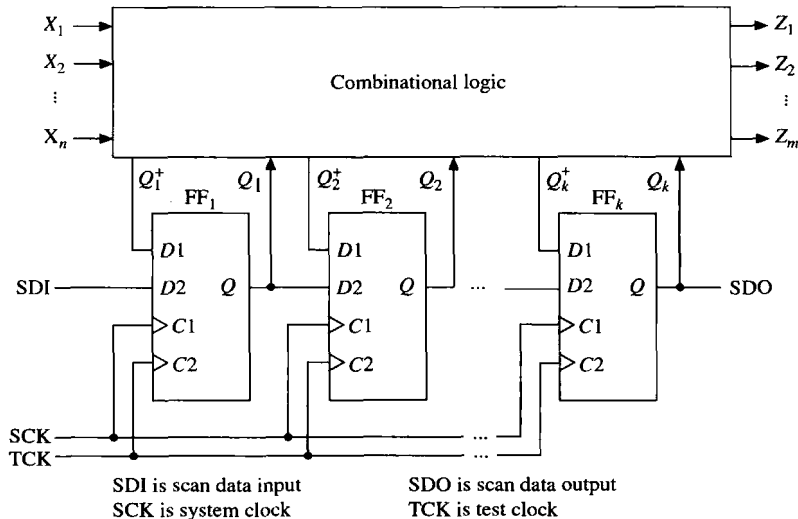 X₁ Z₁
X₂ Z₂
⋮ Combinational logic ⋮
Xₙ Zₘ
Q₁⁺ Q₁ Q₂⁺ Q₂ Qₖ⁺ Qₖ
FF₁ FF₂ FFₖ
D1 D1 D1
SDI D2 Q D2 Q ... D2 Q SDO
C1 C1 C1
C2 C2 C2
SCK ...
TCK ...
SDI is scan data input SDO is scan data output
SCK is system clock TCK is test clock